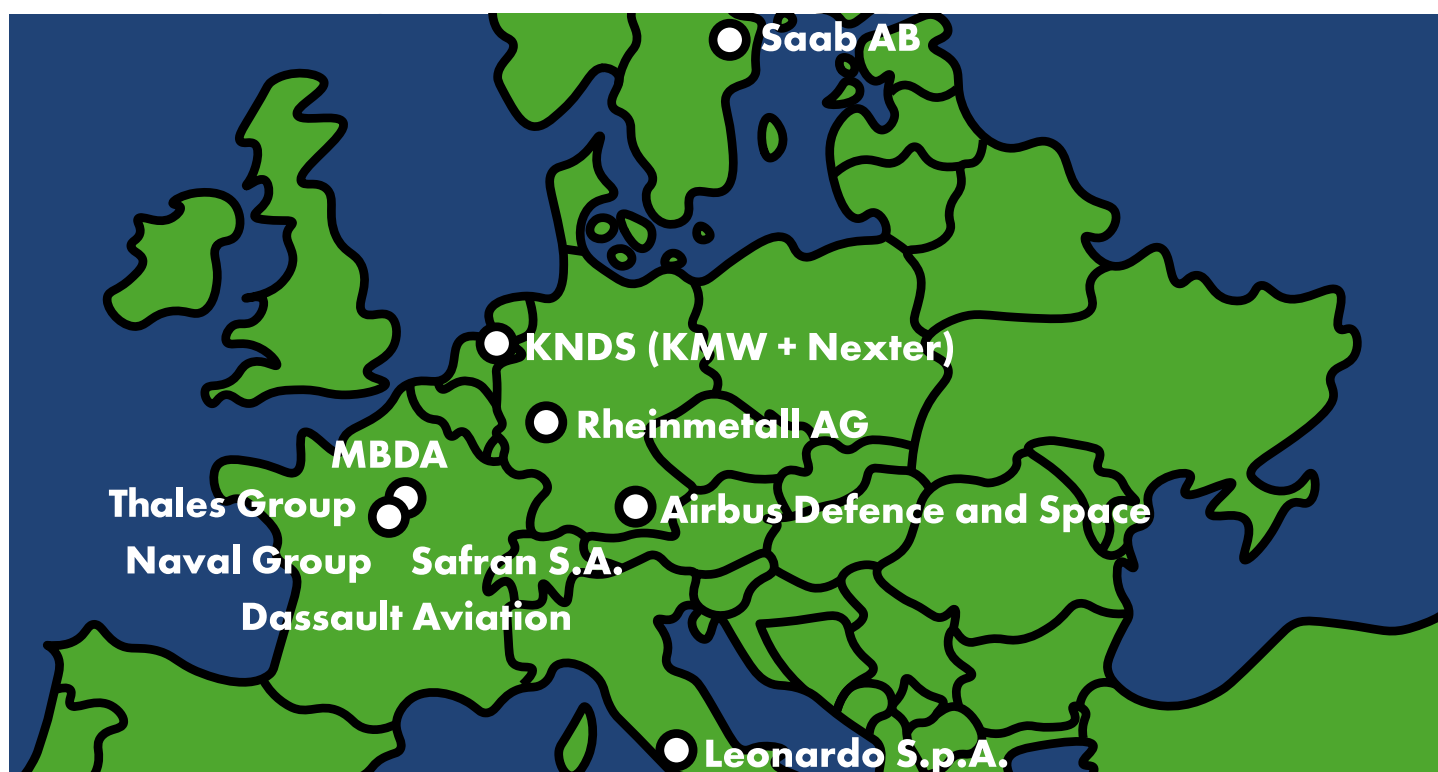 Saab AB
KNDS (KMW + Nexter)
Rheinmetall AG
MBDA
Thales Group
Airbus Defence and Space
Naval Group
Safran S.A.
Dassault Aviation
Leonardo S.p.A.